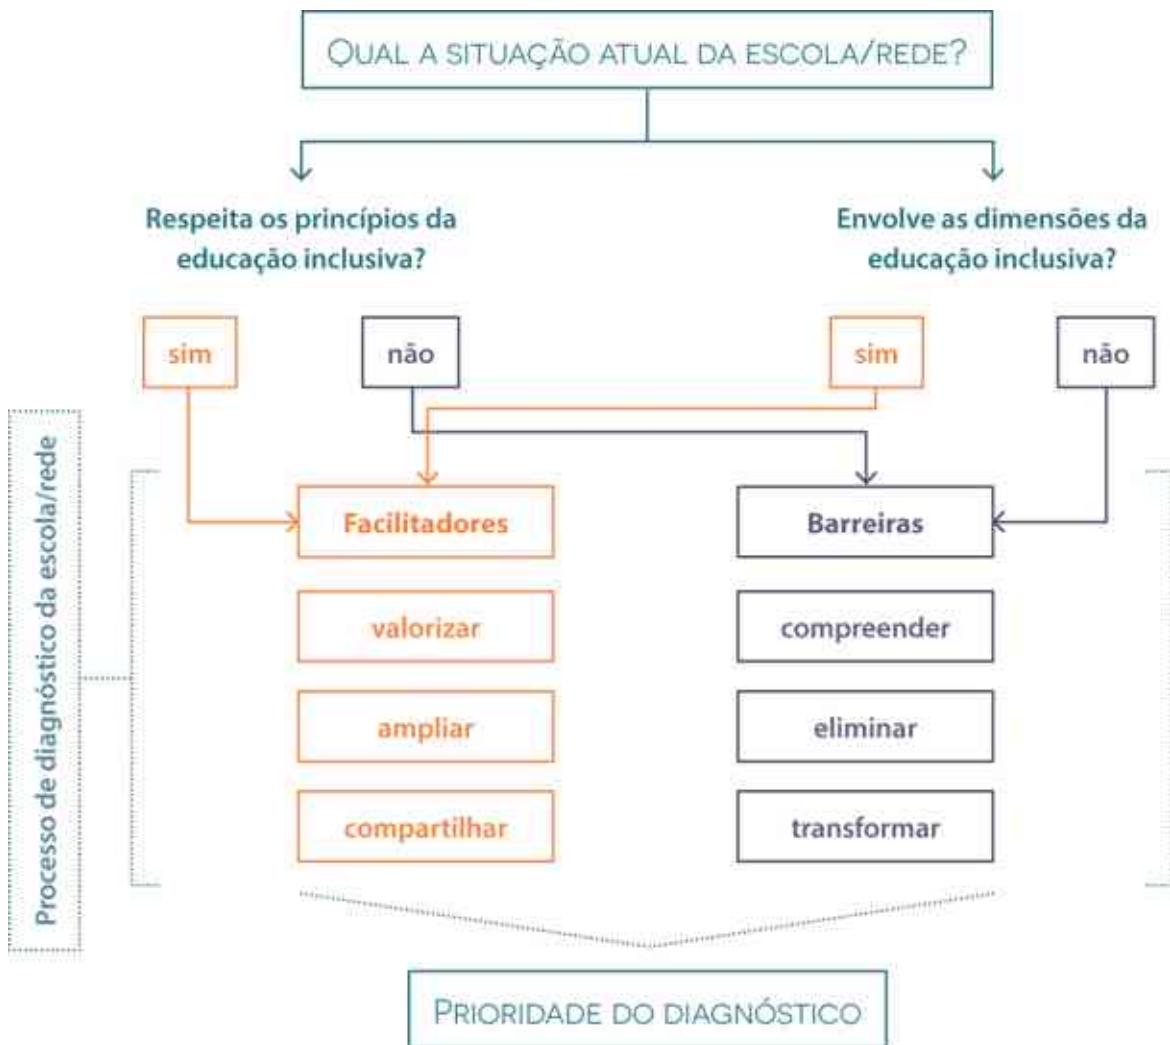 QUAL A SITUAÇÃO ATUAL DA ESCOLA/REDE?
Respeita os princípios da
educação inclusiva?
Envolve as dimensões da
educação inclusiva?
sim
não
sim
não
Processo de diagnóstico da escola/rede
Facilitadores
Barreiras
valorizar
compreender
ampliar
eliminar
compartilhar
transformar
PRIORIDADE DO DIAGNÓSTICO